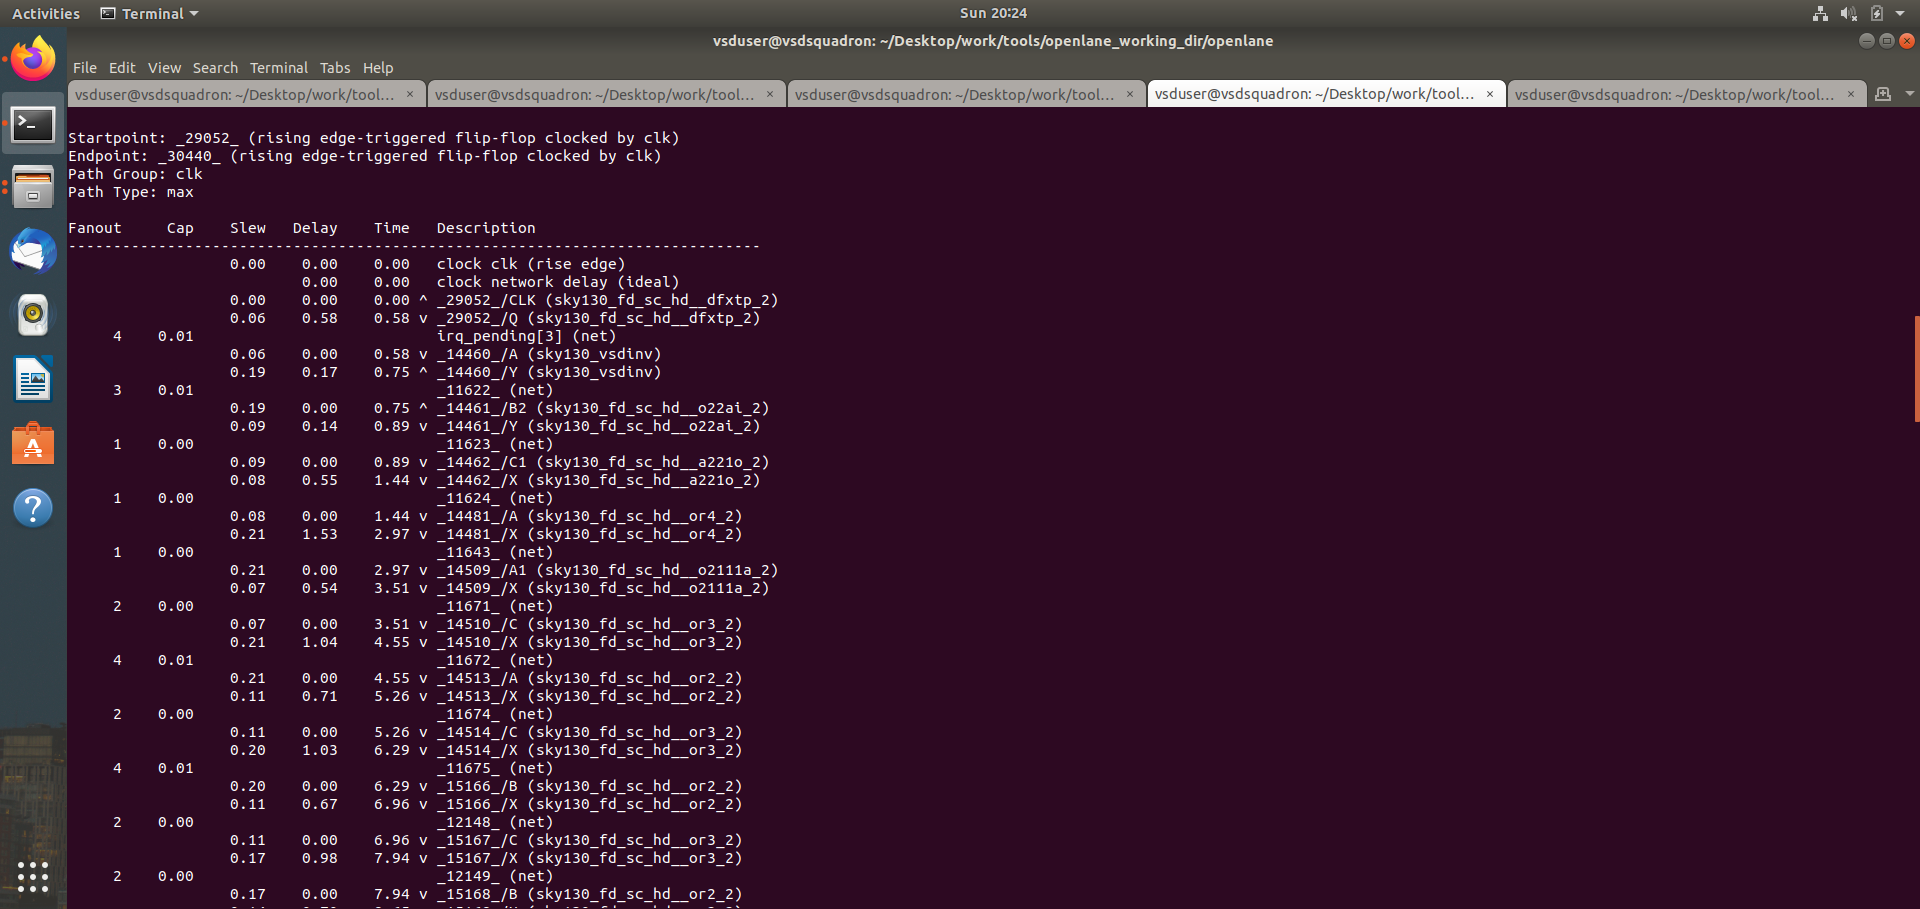 Activities Terminal Sun 20:24
vsduser@vsdsquadron: ~/Desktop/work/tools/openlane_working_dir/openlane
File Edit View Search Terminal Tabs Help
vsduser@vsdsquadron: ~/Desktop/work/tool... × vsduser@vsdsquadron: ~/Desktop/work/tool... × vsduser@vsdsquadron: ~/Desktop/work/tool... × vsduser@vsdsquadron: ~/Desktop/work/tool... × vsduser@vsdsquadron: ~/Desktop/work/tool... ×
Startpoint: _29052_ (rising edge-triggered flip-flop clocked by clk)
Endpoint: _30440_ (rising edge-triggered flip-flop clocked by clk)
Path Group: clk
Path Type: max
Fanout Cap Slew Delay Time Description
-----------------------------------------------------------------------------
0.00 0.00 0.00 clock clk (rise edge)
0.00 0.00 clock network delay (ideal)
0.00 0.00 0.00 ^ _29052_/CLK (sky130_fd_sc_hd__dfxtp_2)
0.06 0.58 0.58 v _29052_/Q (sky130_fd_sc_hd__dfxtp_2)
4 0.01 irq_pending[3] (net)
0.06 0.00 0.58 v _14460_/A (sky130_vsdinv)
0.19 0.17 0.75 ^ _14460_/Y (sky130_vsdinv)
3 0.01 _11622_ (net)
0.19 0.00 0.75 ^ _14461_/B2 (sky130_fd_sc_hd__o22ai_2)
0.09 0.14 0.89 v _14461_/Y (sky130_fd_sc_hd__o22ai_2)
1 0.00 _11623_ (net)
0.09 0.00 0.89 v _14462_/C1 (sky130_fd_sc_hd__a221o_2)
0.08 0.55 1.44 v _14462_/X (sky130_fd_sc_hd__a221o_2)
1 0.00 _11624_ (net)
0.08 0.00 1.44 v _14481_/A (sky130_fd_sc_hd__or4_2)
0.21 1.53 2.97 v _14481_/X (sky130_fd_sc_hd__or4_2)
1 0.00 _11643_ (net)
0.21 0.00 2.97 v _14509_/A1 (sky130_fd_sc_hd__o2111a_2)
0.07 0.54 3.51 v _14509_/X (sky130_fd_sc_hd__o2111a_2)
2 0.00 _11671_ (net)
0.07 0.00 3.51 v _14510_/C (sky130_fd_sc_hd__or3_2)
0.21 1.04 4.55 v _14510_/X (sky130_fd_sc_hd__or3_2)
4 0.01 _11672_ (net)
0.21 0.00 4.55 v _14513_/A (sky130_fd_sc_hd__or2_2)
0.11 0.71 5.26 v _14513_/X (sky130_fd_sc_hd__or2_2)
2 0.00 _11674_ (net)
0.11 0.00 5.26 v _14514_/C (sky130_fd_sc_hd__or3_2)
0.20 1.03 6.29 v _14514_/X (sky130_fd_sc_hd__or3_2)
4 0.01 _11675_ (net)
0.20 0.00 6.29 v _15166_/B (sky130_fd_sc_hd__or2_2)
0.11 0.67 6.96 v _15166_/X (sky130_fd_sc_hd__or2_2)
2 0.00 _12148_ (net)
0.11 0.00 6.96 v _15167_/C (sky130_fd_sc_hd__or3_2)
0.17 0.98 7.94 v _15167_/X (sky130_fd_sc_hd__or3_2)
2 0.00 _12149_ (net)
0.17 0.00 7.94 v _15168_/B (sky130_fd_sc_hd__or2_2)